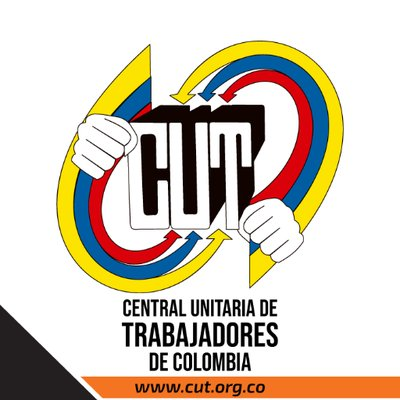 CUT
CENTRAL UNITARIA DE
TRABAJADORES
DE COLOMBIA
www.cut.org.co